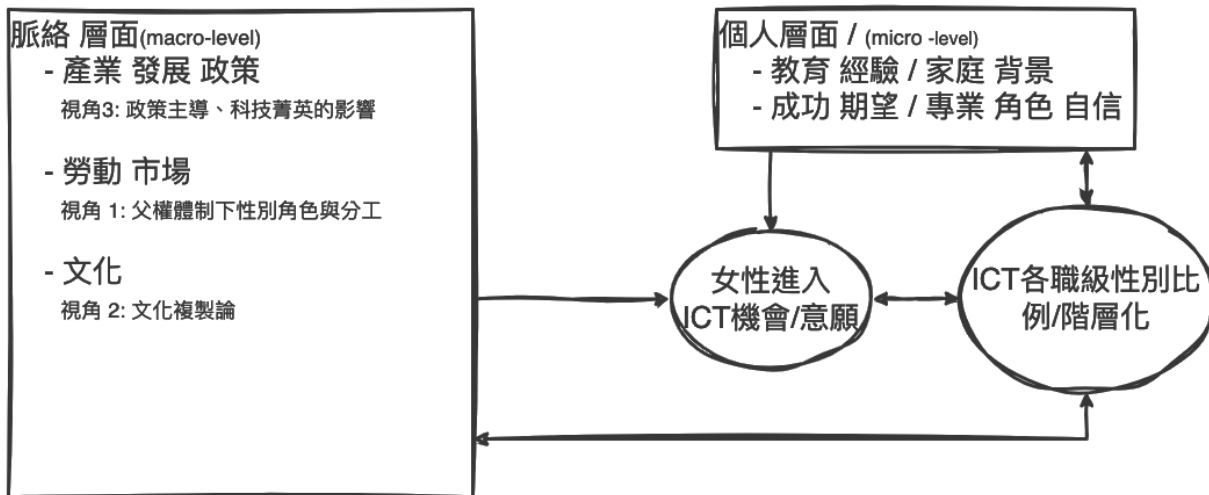 脈絡 層面(macro-level)
- 產業 發展 政策
視角3: 政策主導、科技菁英的影響
- 勞動 市場
視角 1: 父權體制下性別角色與分工
- 文化
視角 2: 文化複製論
個人層面 / (micro -level)
- 教育 經驗 / 家庭 背景
- 成功 期望 / 專業 角色 自信
女性進入
ICT機會/意願
ICT各職級性別比
例/階層化